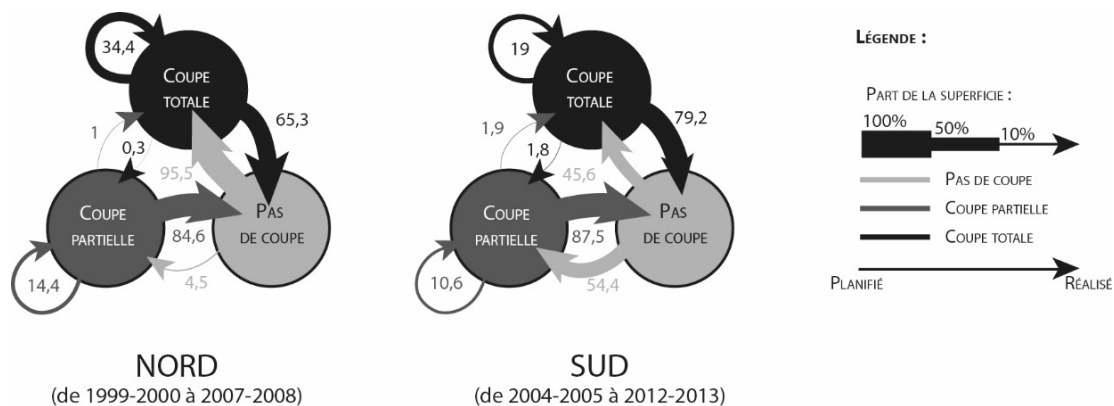 34,4
COUPE
TOTALE
65,3
1
0,3
95,5
COUPE
PARTIELLE
PAS
DE COUPE
84,6
14,4
4,5
NORD
(de 1999-2000 à 2007-2008)
19
COUPE
TOTALE
79,2
1,9
1,8
45,6
COUPE
PARTIELLE
PAS
DE COUPE
87,5
10,6
54,4
SUD
(de 2004-2005 à 2012-2013)
LÉGENDE :
PART DE LA SUPERFICIE :
100%
50%
10%
PAS DE COUPE
COUPE PARTIELLE
COUPE TOTALE
PLANIFIÉ
RÉALISÉ